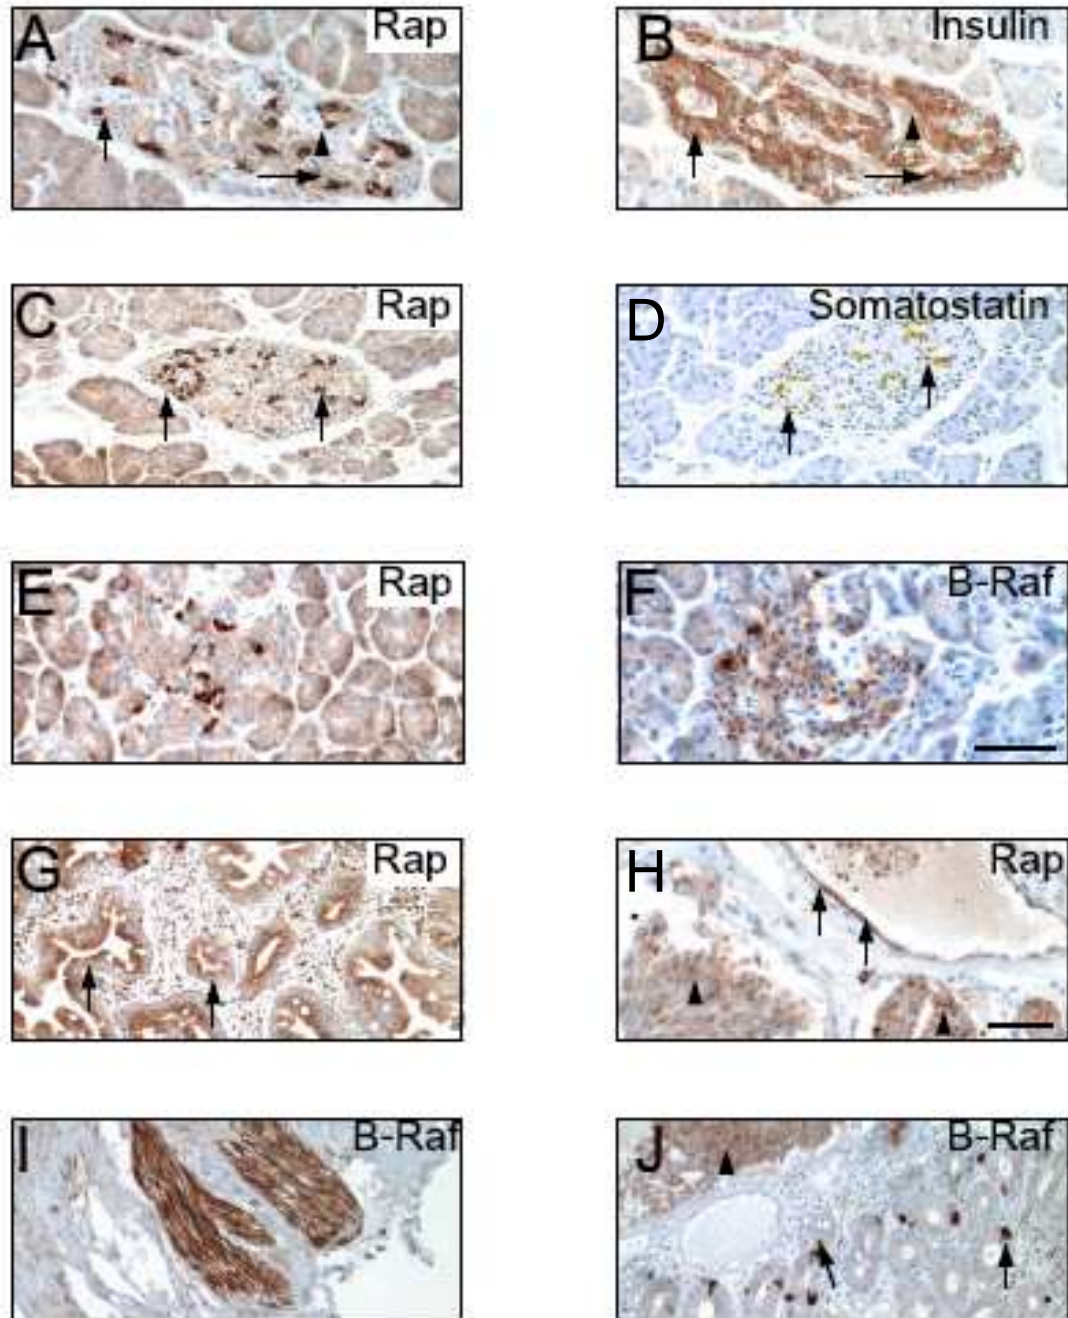 A Rap
B Insulin
C Rap
D Somatostatin
E Rap
F B-Raf
G Rap
H Rap
I B-Raf
J B-Raf